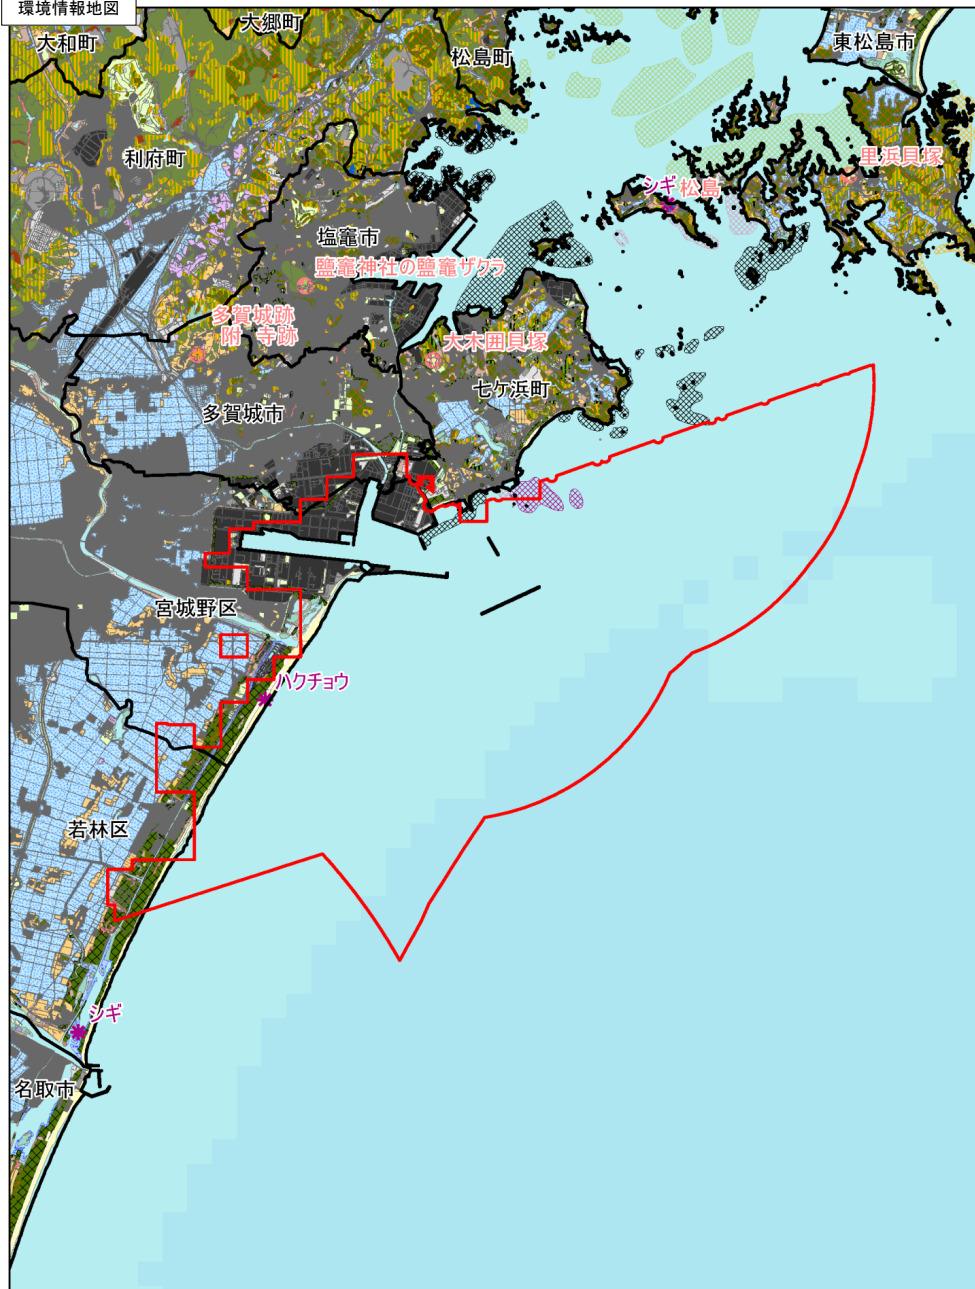 環境情報地図
大郷町
大和町
東松島市
松島町
利府町
里浜貝塚
シギ
松島
塩竈市
鹽竈神社の鹽竈ザクラ
多賀城跡
附 寺跡
大木囲貝塚
七ケ浜町
多賀城市
宮城野区
ハクチョウ
若林区
シギ
名取市